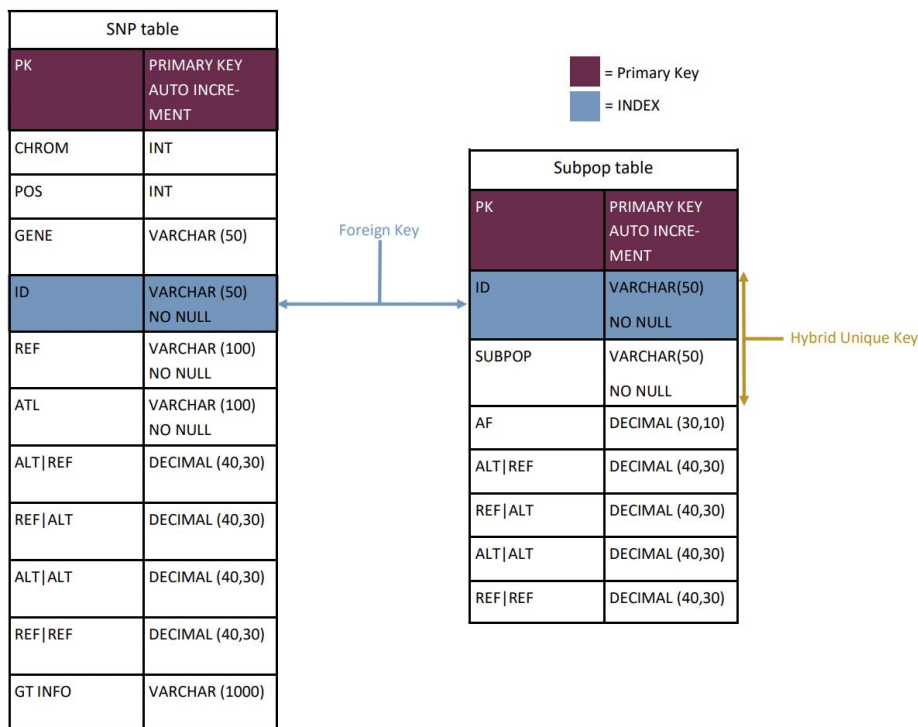 SNP table
PK PRIMARY KEY
AUTO INCRE-
MENT
CHROM INT
POS INT
GENE VARCHAR (50)
ID VARCHAR (50)
NO NULL
REF VARCHAR (100)
NO NULL
ATL VARCHAR (100)
NO NULL
ALT|REF DECIMAL (40,30)
REF|ALT DECIMAL (40,30)
ALT|ALT DECIMAL (40,30)
REF|REF DECIMAL (40,30)
GT INFO VARCHAR (1000)
Foreign Key
= Primary Key
= INDEX
Subpop table
PK PRIMARY KEY
AUTO INCRE-
MENT
ID VARCHAR(50)
NO NULL
SUBPOP VARCHAR(50)
NO NULL
AF DECIMAL (30,10)
ALT|REF DECIMAL (40,30)
REF|ALT DECIMAL (40,30)
ALT|ALT DECIMAL (40,30)
REF|REF DECIMAL (40,30)
Hybrid Unique Key